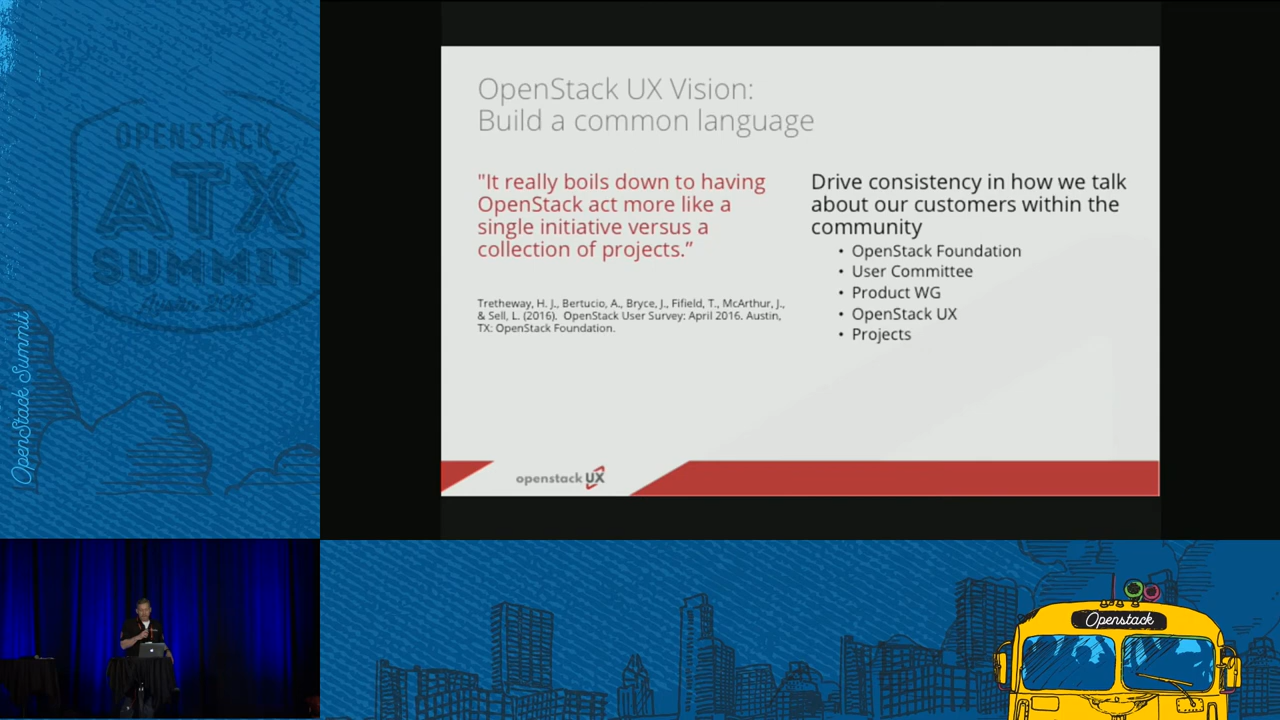 OPENSTACK
ATX
SUMMIT
Austin 2016
OpenStack Summit
OpenStack UX Vision:
Build a common language
"It really boils down to having
OpenStack act more like a
single initiative versus a
collection of projects.”
Tretheway, H. J., Bertucio, A., Bryce, J., Fifield, T., McArthur, J.,
& Sell, L. (2016). OpenStack User Survey: April 2016. Austin,
TX: OpenStack Foundation.
Drive consistency in how we talk
about our customers within the
community
• OpenStack Foundation
• User Committee
• Product WG
• OpenStack UX
• Projects
openstack UX
Openstack